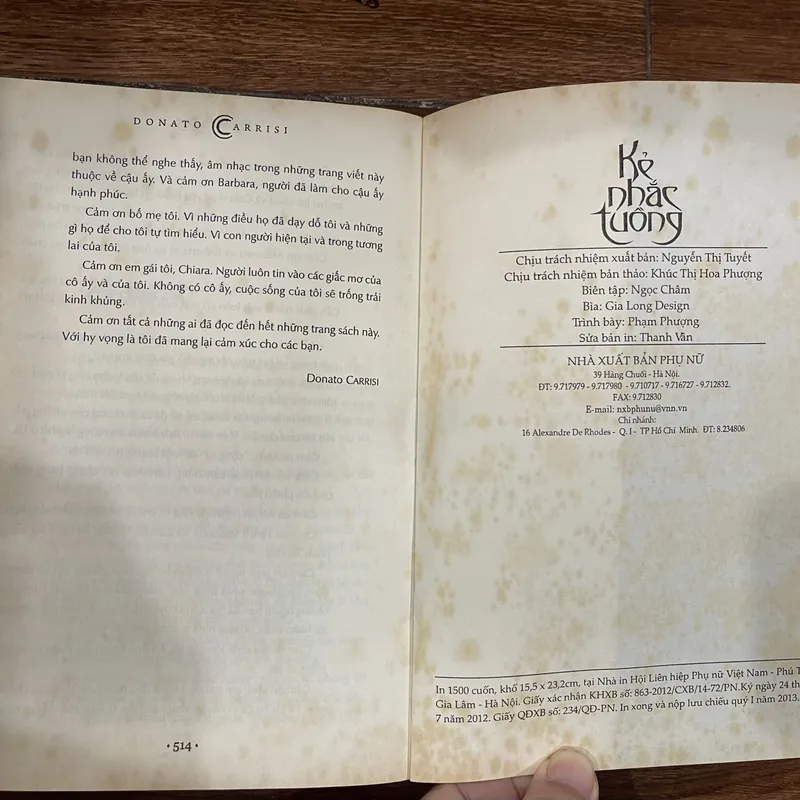 DONATO CARRISI
bạn không thể nghe thấy, âm nhạc trong những trang viết này
thuộc về cậu ấy. Và cảm ơn Barbara, người đã làm cho cậu ấy
hạnh phúc.
Cảm ơn bố mẹ tôi. Vì những điều họ đã dạy dỗ tôi và những
gì họ để cho tôi tự tìm hiểu. Vì con người hiện tại và trong tương
lai của tôi.
Cảm ơn em gái tôi, Chiara. Người luôn tin vào các giấc mơ của
cô ấy và của tôi. Không có cô ấy, cuộc sống của tôi sẽ trống trải
kinh khủng.
Cảm ơn tất cả những ai đã đọc đến hết những trang sách này.
Với hy vọng là tôi đã mang lại cảm xúc cho các bạn.
Donato CARRISI
• 514 •
Kẻ
nhắc
tuồng
Chịu trách nhiệm xuất bản: Nguyễn Thị Tuyết
Chịu trách nhiệm bản thảo: Khúc Thị Hoa Phượng
Biên tập: Ngọc Châm
Bìa: Gia Long Design
Trình bày: Phạm Phượng
Sửa bản in: Thanh Vân
NHÀ XUẤT BẢN PHỤ NỮ
39 Hàng Chuối - Hà Nội.
ĐT: 9.717979 - 9.717980 - 9.710717 - 9.716727 - 9.712832.
FAX: 9.712830
E-mail: nxbphunu@vnn.vn
Chi nhánh:
16 Alexandre De Rhodes - Q. I - TP Hồ Chí Minh. ĐT: 8.234806
In 1500 cuốn, khổ 15,5 x 23,2cm, tại Nhà in Hội Liên hiệp Phụ nữ Việt Nam - Phú
Gia Lâm - Hà Nội. Giấy xác nhận KHXB số: 863-2012/CXB/14-72/PN.Ký ngày 24
7 năm 2012. Giấy QĐXB số: 234/QĐ-PN. In xong và nộp lưu chiểu quý I năm 2013.